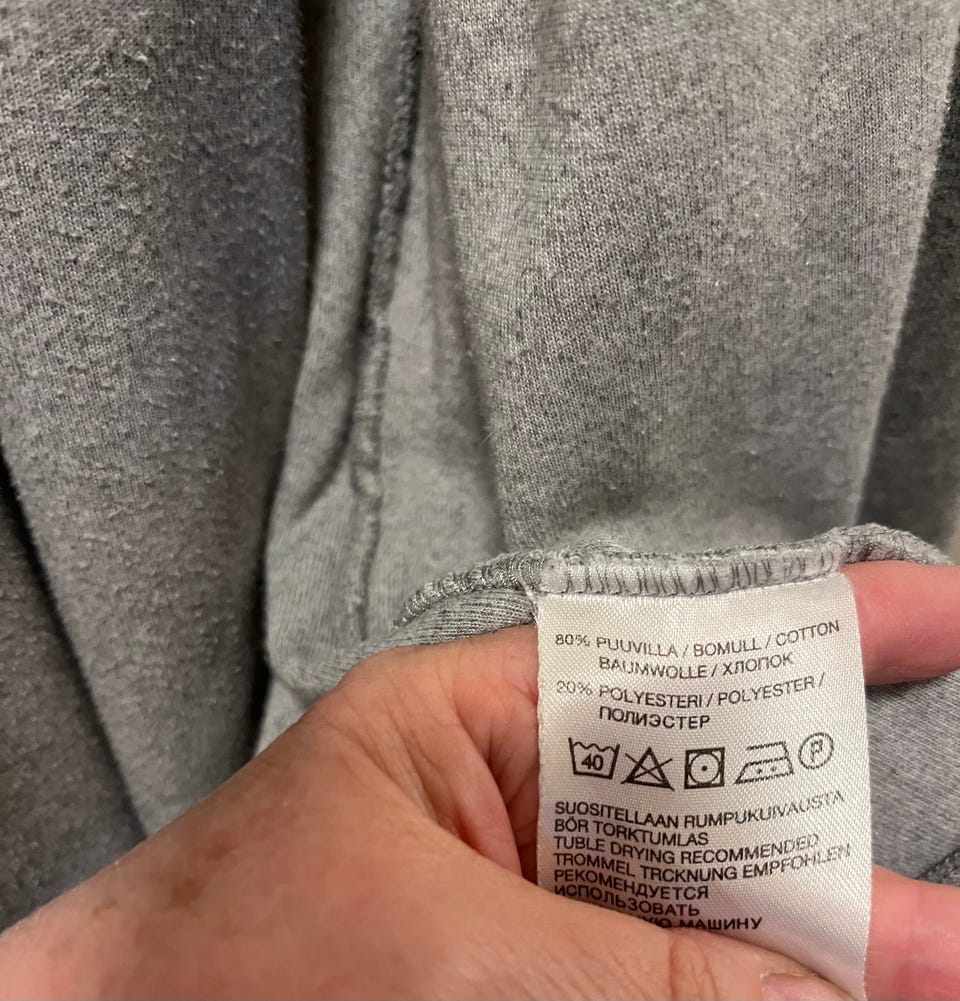 80% PUUVILLA / BOMULL / COTTON
BAUMWOLLE / ХЛОПОК
20% POLYESTERI / POLYESTER /
ПОЛИЭСТЕР
40 P
SUOSITELLAAN RUMPUKUIVAUSTA
BÖR TORKTUMLAS
TUBLE DRYING RECOMMENDED
TROMMEL TRCKNUNG EMPFOHLEN
РЕКОМЕНДУЕТСЯ
ИСПОЛЬЗОВАТЬ
МАШИНУ